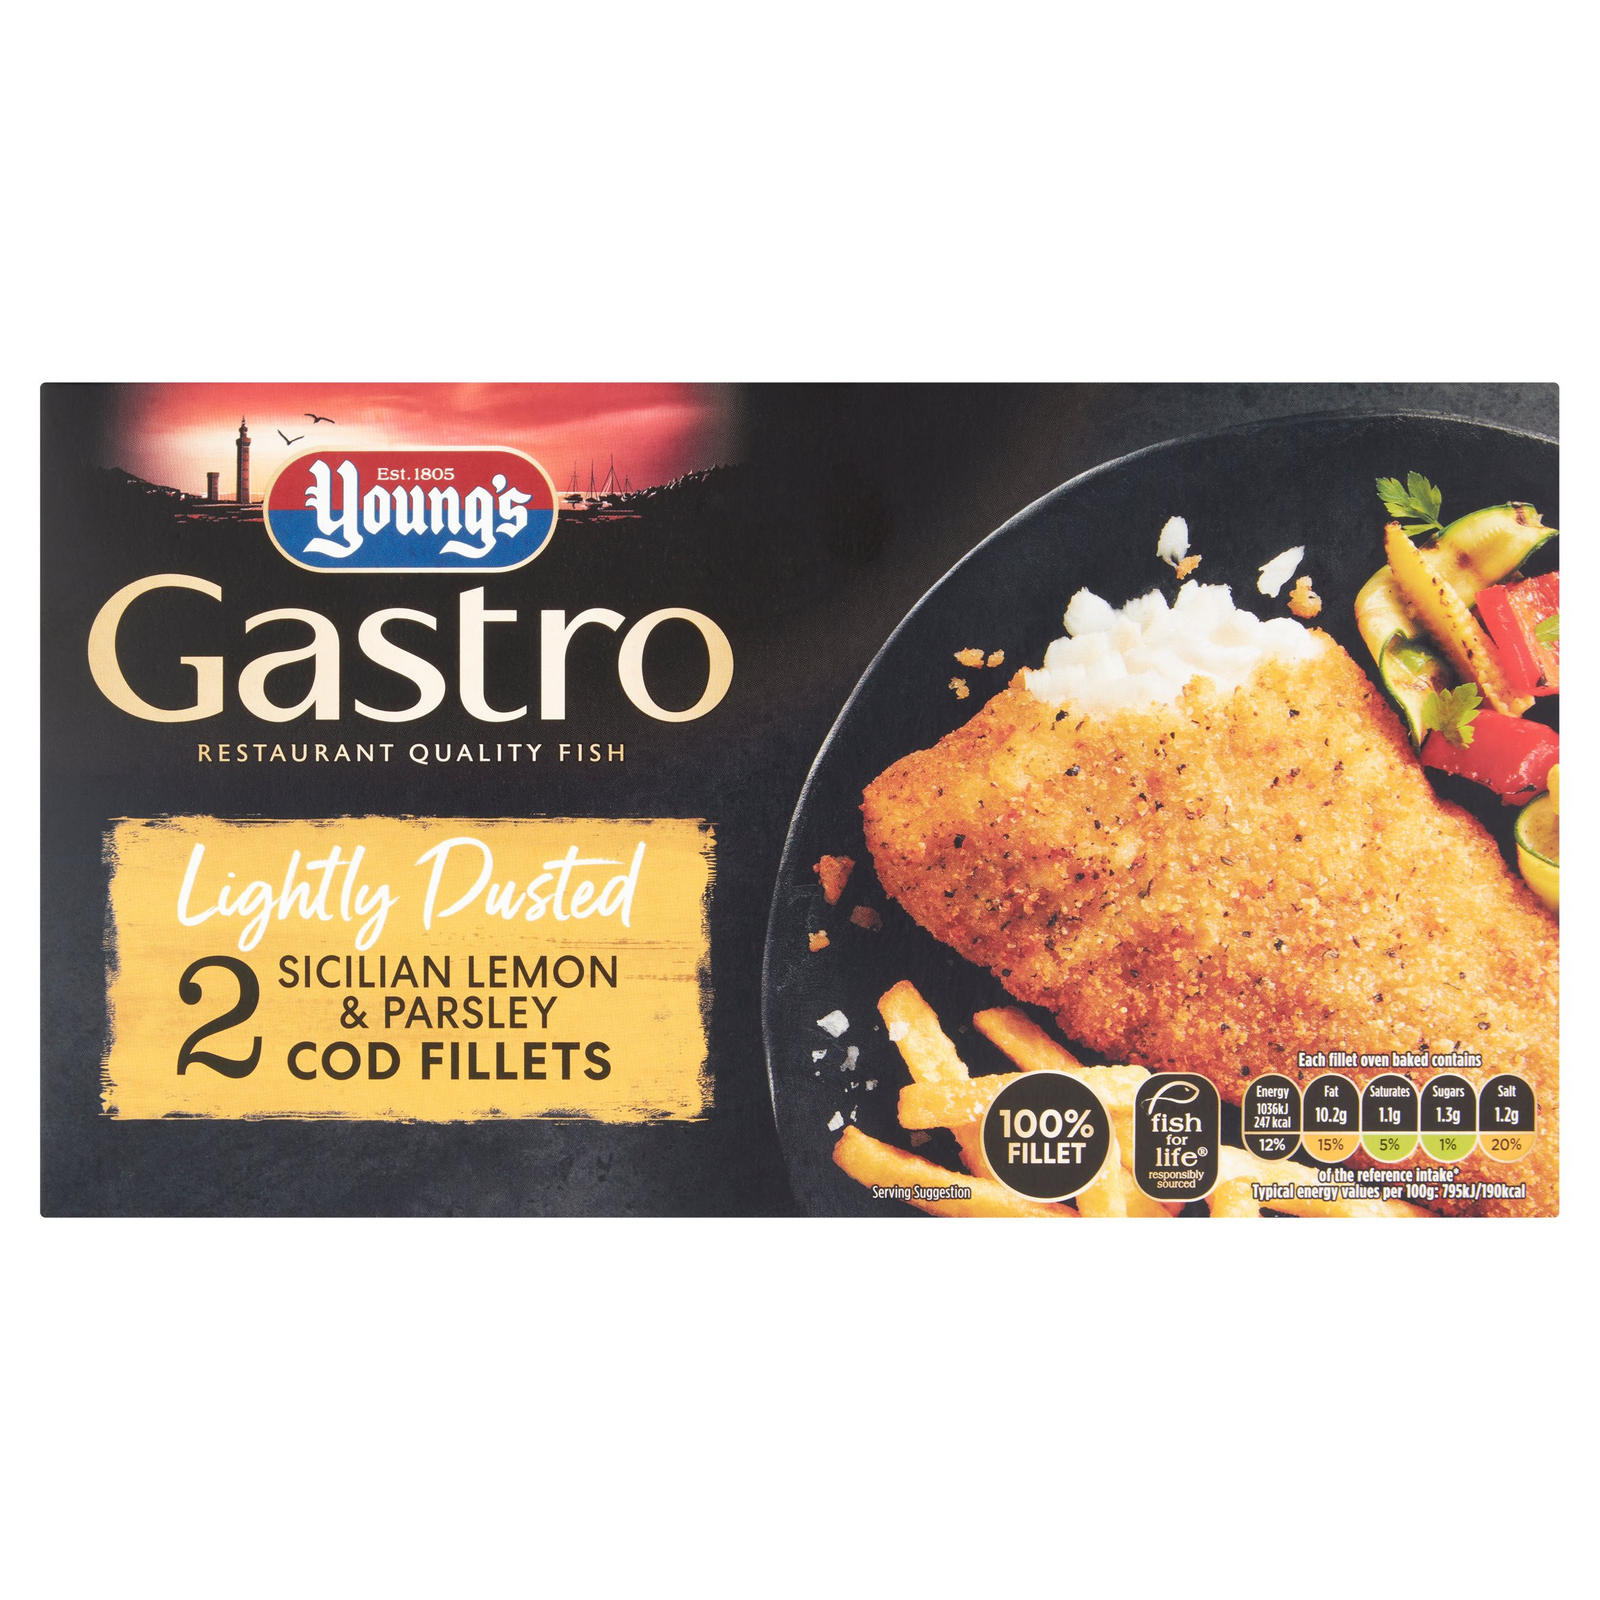 Est. 1805
Young's
Gastro
RESTAURANT QUALITY FISH
Lightly Dusted
2 SICILIAN LEMON
& PARSLEY
COD FILLETS
Serving Suggestion
100%
FILLET
fish
for
life®
responsibly
sourced
Each fillet oven baked contains
Energy
1036kJ
247 kcal
12%
Fat
10.2g
15%
Saturates
1.1g
5%
Sugars
1.3g
1%
Salt
1.2g
20%
of the reference intake*
Typical energy values per 100g: 795kJ/190kcal